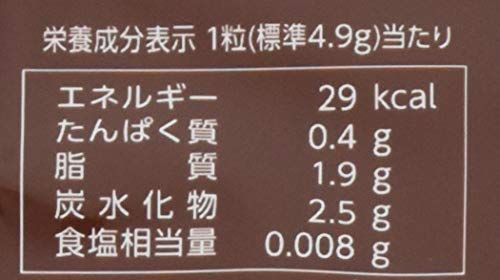 栄養成分表示 1粒(標準4.9g)当たり
エネルギー 29 kcal
たんぱく質 0.4 g
脂質 1.9 g
炭水化物 2.5 g
食塩相当量 0.008 g